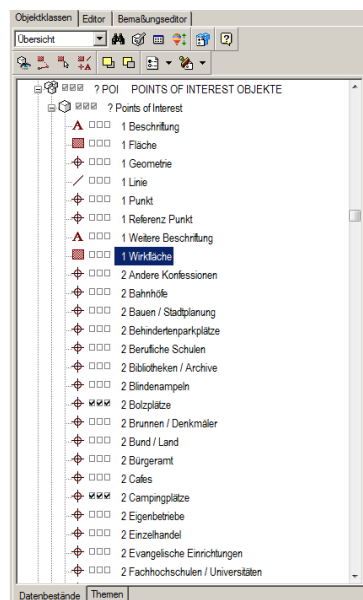 Objektklassen Editor Bemaßungseditor
Übersicht
? POI POINTS OF INTEREST OBJEKTE
? Points of Interest
A 1 Beschriftung
1 Fläche
1 Geometrie
1 Linie
1 Punkt
1 Referenz Punkt
A 1 Weitere Beschriftung
1 Wirkfläche
2 Andere Konfessionen
2 Bahnhöfe
2 Bauen / Stadtplanung
2 Behindertenparkplätze
2 Berufliche Schulen
2 Bibliotheken / Archive
2 Blindenampeln
2 Bolzplätze
2 Brunnen / Denkmäler
2 Bund / Land
2 Bürgeramt
2 Cafes
2 Campingplätze
2 Eigenbetriebe
2 Einzelhandel
2 Evangelische Einrichtungen
2 Fachhochschulen / Universitäten
Datenbestände Themen